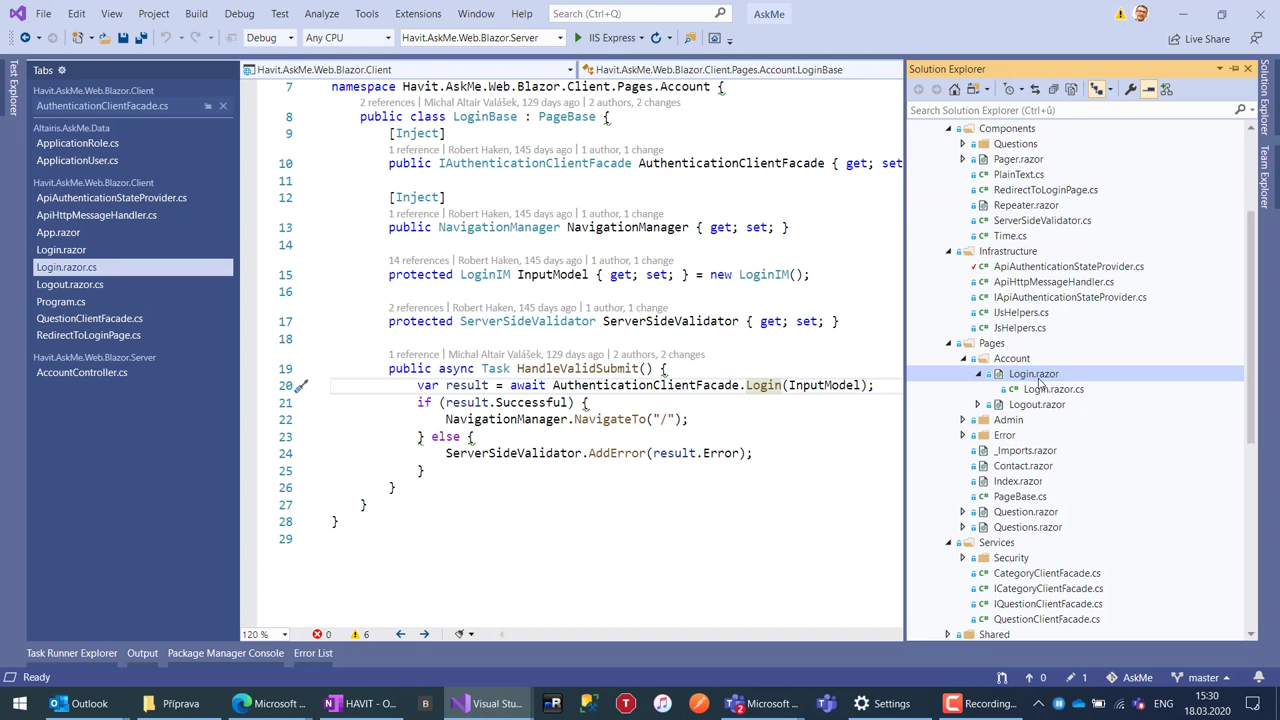 File Edit View Project Build Debug Test Analyze Tools Extensions Window Help Search (Ctrl+Q) AskMe
Debug Any CPU Havit.AskMe.Web.Blazor.Server IIS Express Live Share
Test Explorer
Tabs
Havit.AskMe.Web.Blazor.Client
AuthenticationClientFacade.cs
Altairis.AskMe.Data
ApplicationRole.cs
ApplicationUser.cs
Havit.AskMe.Web.Blazor.Client
ApiAuthenticationStateProvider.cs
ApiHttpMessageHandler.cs
App.razor
Login.razor
Login.razor.cs
Logout.razor.cs
Program.cs
QuestionClientFacade.cs
RedirectToLoginPage.cs
Havit.AskMe.Web.Blazor.Server
AccountController.cs
Havit.AskMe.Web.Blazor.Client Havit.AskMe.Web.Blazor.Client.Pages.Account.LoginBase
7 namespace Havit.AskMe.Web.Blazor.Client.Pages.Account {
2 references | Michal Altair Valášek, 129 days ago | 2 authors, 2 changes
8 public class LoginBase : PageBase {
9 [Inject]
1 reference | Robert Haken, 145 days ago | 1 author, 1 change
10 public IAuthenticationClientFacade AuthenticationClientFacade { get; set
11
12 [Inject]
1 reference | Robert Haken, 145 days ago | 1 author, 1 change
13 public NavigationManager NavigationManager { get; set; }
14
14 references | Robert Haken, 145 days ago | 1 author, 1 change
15 protected LoginIM InputModel { get; set; } = new LoginIM();
16
2 references | Robert Haken, 145 days ago | 1 author, 1 change
17 protected ServerSideValidator ServerSideValidator { get; set; }
18
1 reference | Michal Altair Valášek, 129 days ago | 2 authors, 2 changes
19 public async Task HandleValidSubmit() {
20 var result = await AuthenticationClientFacade.Login(InputModel);
21 if (result.Successful) {
22 NavigationManager.NavigateTo("/");
23 } else {
24 ServerSideValidator.AddError(result.Error);
25 }
26 }
27 }
28 }
29
120 % 0 6
Solution Explorer
Search Solution Explorer (Ctrl+ů)
Components
Questions
Pager.razor
PlainText.cs
RedirectToLoginPage.cs
Repeater.razor
ServerSideValidator.cs
Time.cs
Infrastructure
ApiAuthenticationStateProvider.cs
ApiHttpMessageHandler.cs
IApiAuthenticationStateProvider.cs
IJsHelpers.cs
JsHelpers.cs
Pages
Account
Login.razor
Login.razor.cs
Logout.razor
Admin
Error
_Imports.razor
Contact.razor
Index.razor
PageBase.cs
Question.razor
Questions.razor
Services
Security
CategoryClientFacade.cs
ICategoryClientFacade.cs
IQuestionClientFacade.cs
QuestionClientFacade.cs
Shared
Solution Explorer
Team Explorer
Task Runner Explorer Output Package Manager Console Error List
Ready 0 1 AskMe master
Outlook Příprava Microsoft ... HAVIT - O... B Visual Stu... R T Microsoft ... 2 Settings Recording... ENG 15:30
18.03.2020